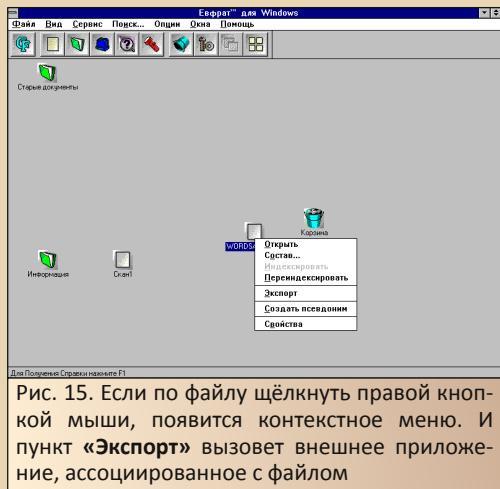 Евфрат™ для Windows
Файл Вид Сервис Поиск... Опции Окна Помощь
Старые документы
Корзина
WORDSA
Открыть
Состав...
Индексировать
Переиндексировать
Экспорт
Создать псевдоним
Свойства
Информация
Скан1
Для Получения Справки нажмите F1
Рис. 15. Если по файлу щёлкнуть правой кноп-
кой мыши, появится контекстное меню. И
пункт «Экспорт» вызовет внешнее приложе-
ние, ассоциированное с файлом